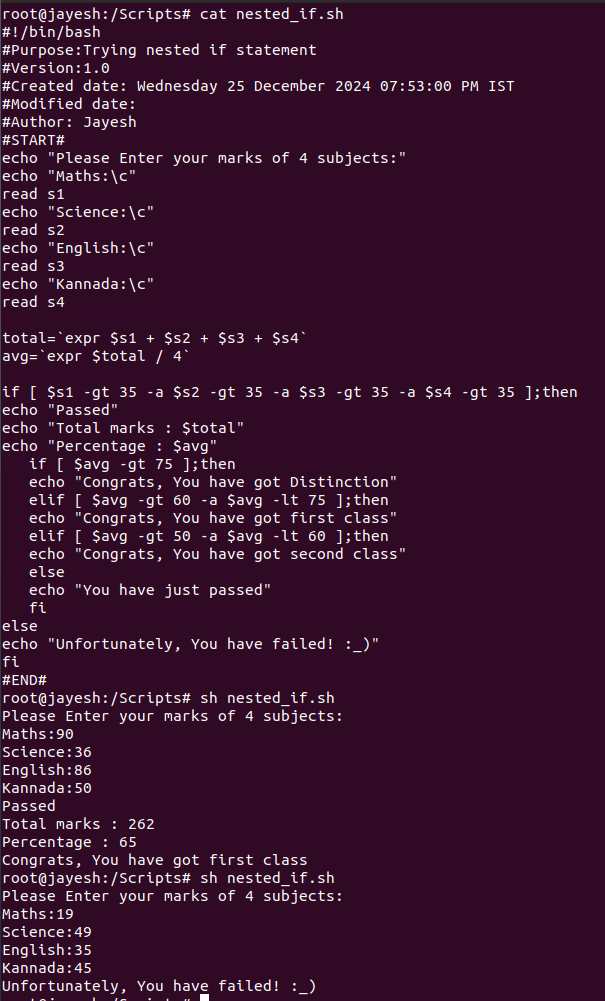 root@jayesh:/Scripts# cat nested_if.sh
#!/bin/bash
#Purpose:Trying nested if statement
#Version:1.0
#Created date: Wednesday 25 December 2024 07:53:00 PM IST
#Modified date:
#Author: Jayesh
#START#
echo "Please Enter your marks of 4 subjects:"
echo "Maths:\c"
read s1
echo "Science:\c"
read s2
echo "English:\c"
read s3
echo "Kannada:\c"
read s4

total=`expr $s1 + $s2 + $s3 + $s4`
avg=`expr $total / 4`

if [ $s1 -gt 35 -a $s2 -gt 35 -a $s3 -gt 35 -a $s4 -gt 35 ];then
echo "Passed"
echo "Total marks : $total"
echo "Percentage : $avg"
   if [ $avg -gt 75 ];then
   echo "Congrats, You have got Distinction"
   elif [ $avg -gt 60 -a $avg -lt 75 ];then
   echo "Congrats, You have got first class"
   elif [ $avg -gt 50 -a $avg -lt 60 ];then
   echo "Congrats, You have got second class"
   else
   echo "You have just passed"
   fi
else
echo "Unfortunately, You have failed! :_)"
fi
#END#
root@jayesh:/Scripts# sh nested_if.sh
Please Enter your marks of 4 subjects:
Maths:90
Science:36
English:86
Kannada:50
Passed
Total marks : 262
Percentage : 65
Congrats, You have got first class
root@jayesh:/Scripts# sh nested_if.sh
Please Enter your marks of 4 subjects:
Maths:19
Science:49
English:35
Kannada:45
Unfortunately, You have failed! :_)
root@jayesh:/Scripts#